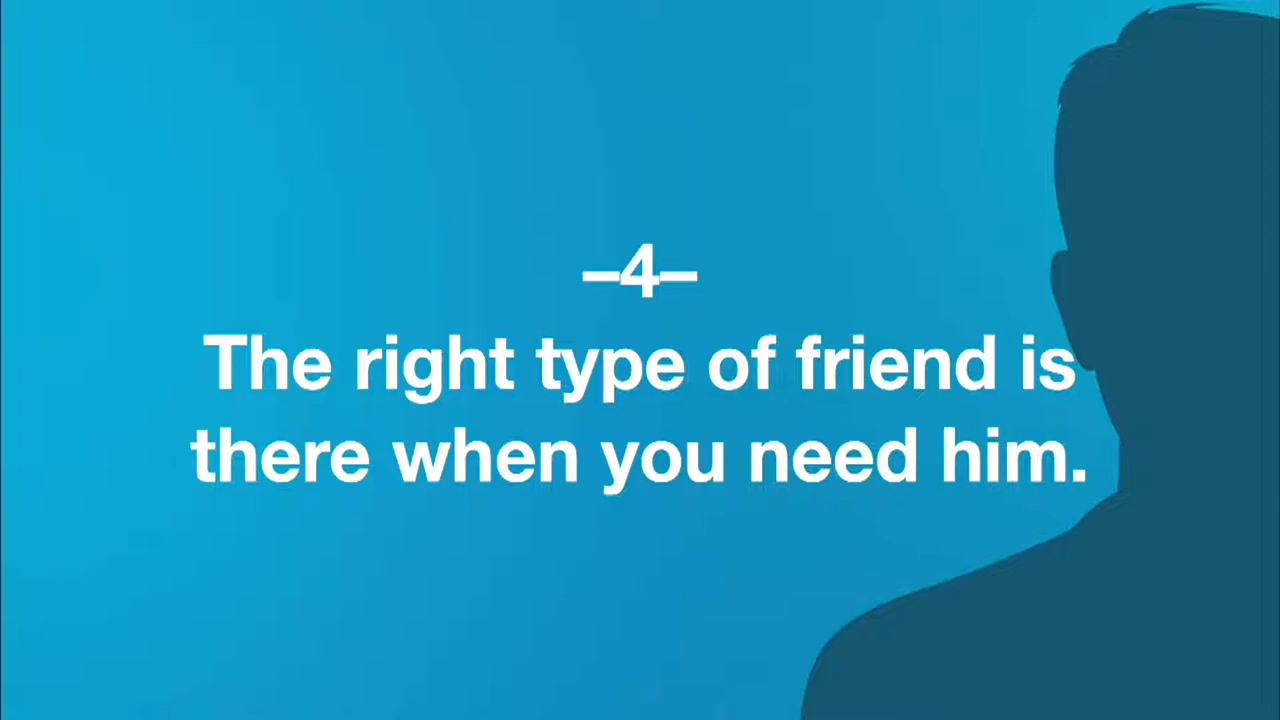 –4–
The right type of friend is
there when you need him.